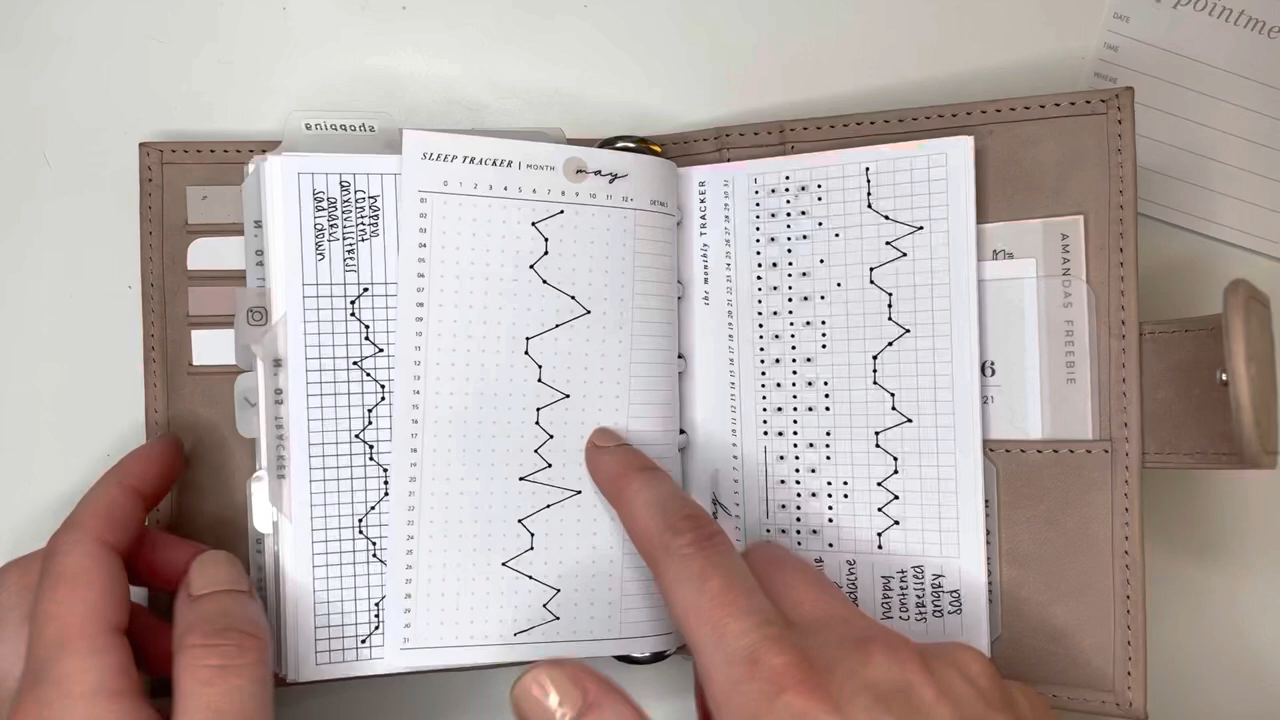 shopping
happy
content
anxious/stress
angry
sad/down
SLEEP TRACKER | MONTH may
0 1 2 3 4 5 6 7 8 9 10 11 12+ DETAILS
01
02
03
04
05
06
07
08
09
10
11
12
13
14
15
16
17
18
19
20
21
22
23
24
25
26
27
28
29
30
31
the monthly TRACKER
1 2 3 4 5 6 7 8 9 10 11 12 13 14 15 16 17 18 19 20 21 22 23 24 25 26 27 28 29 30 31
happy
content
stressed
angry
sad
AMANDAS FREEBIE
6
21
DATE
TIME
WHERE
N. 04
N. 05 TRACKER